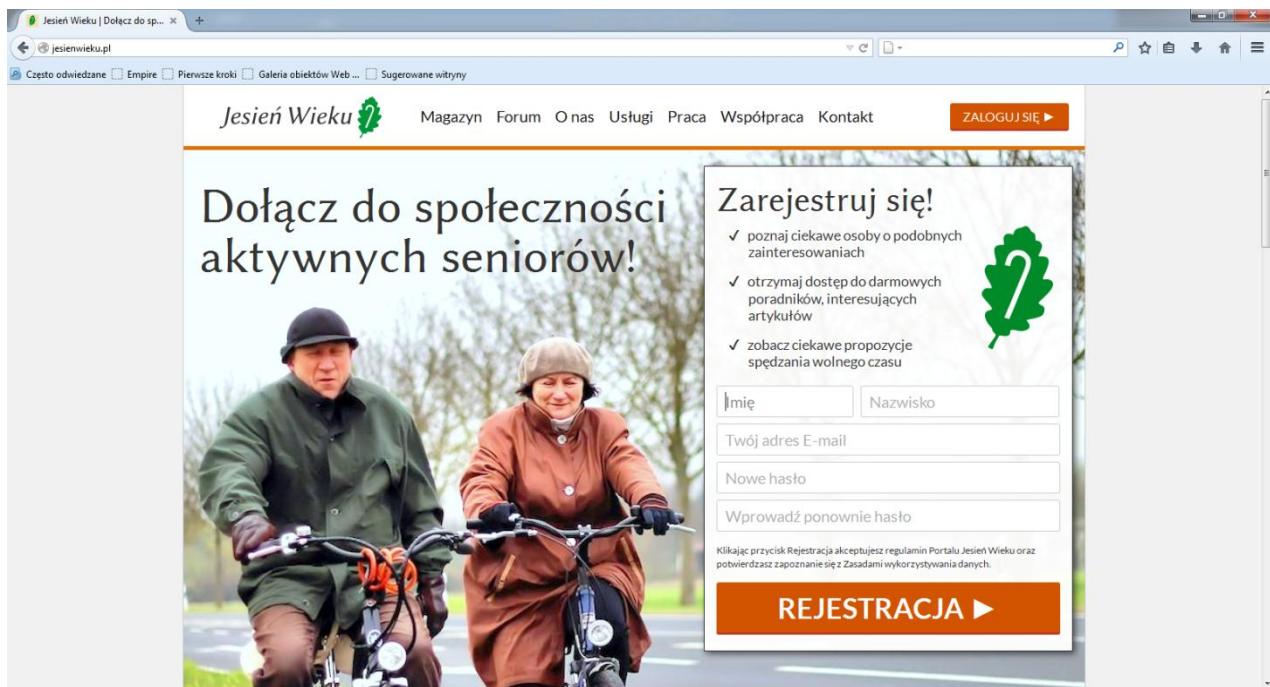 Jesień Wieku | Dołącz do sp...
jesienwieku.pl
Często odwiedzane Empire Pierwsze kroki Galeria obiektów Web ... Sugerowane witryny
Jesień Wieku Magazyn Forum O nas Usługi Praca Współpraca Kontakt ZALOGUJ SIĘ
Dołącz do społeczności
aktywnych seniorów!
Zarejestruj się!
poznaj ciekawe osoby o podobnych
zainteresowaniach
otrzymaj dostęp do darmowych
poradników, interesujących
artykułów
zobacz ciekawe propozycje
spędzania wolnego czasu
Imię Nazwisko
Twój adres E-mail
Nowe hasło
Wprowadź ponownie hasło
Klikając przycisk Rejestracja akceptujesz regulamin Portalu Jesień Wieku oraz
potwierdzasz zapoznanie się z Zasadami wykorzystywania danych.
REJESTRACJA